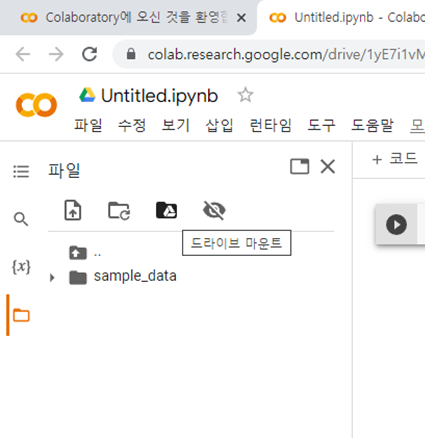 Colaboratory에 오신 것을 환영합
Untitled.ipynb - Colabo
colab.research.google.com/drive/1yE7i1vM
Untitled.ipynb
파일 수정 보기 삽입 런타임 도구 도움말 모
파일
+ 코드
드라이브 마운트
..
sample_data
{x}